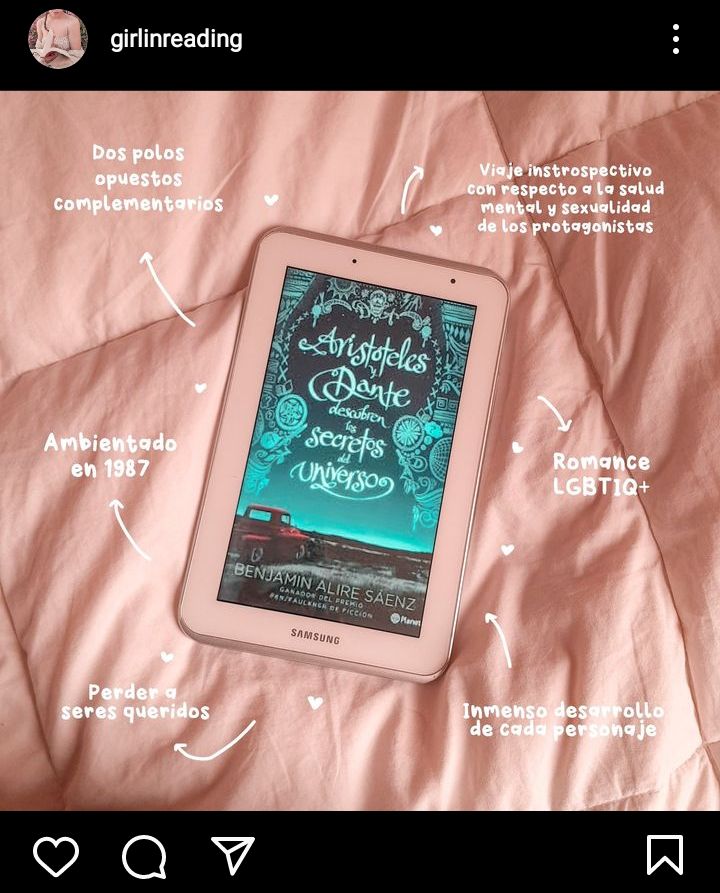 girlinreading
Dos polos
opuestos
complementarios
Viaje instrospectivo
con respecto a la salud
mental y sexualidad
de los protagonistas
Aristóteles
y
Dante
descubren
los
secretos
del
universo
BENJAMIN ALIRE SÁENZ
GANADOR DEL PREMIO
PEN/FAULKNER DE FICCIÓN
Planet
SAMSUNG
Ambientado
en 1987
Romance
LGBTIQ+
Perder a
seres queridos
Inmenso desarrollo
de cada personaje